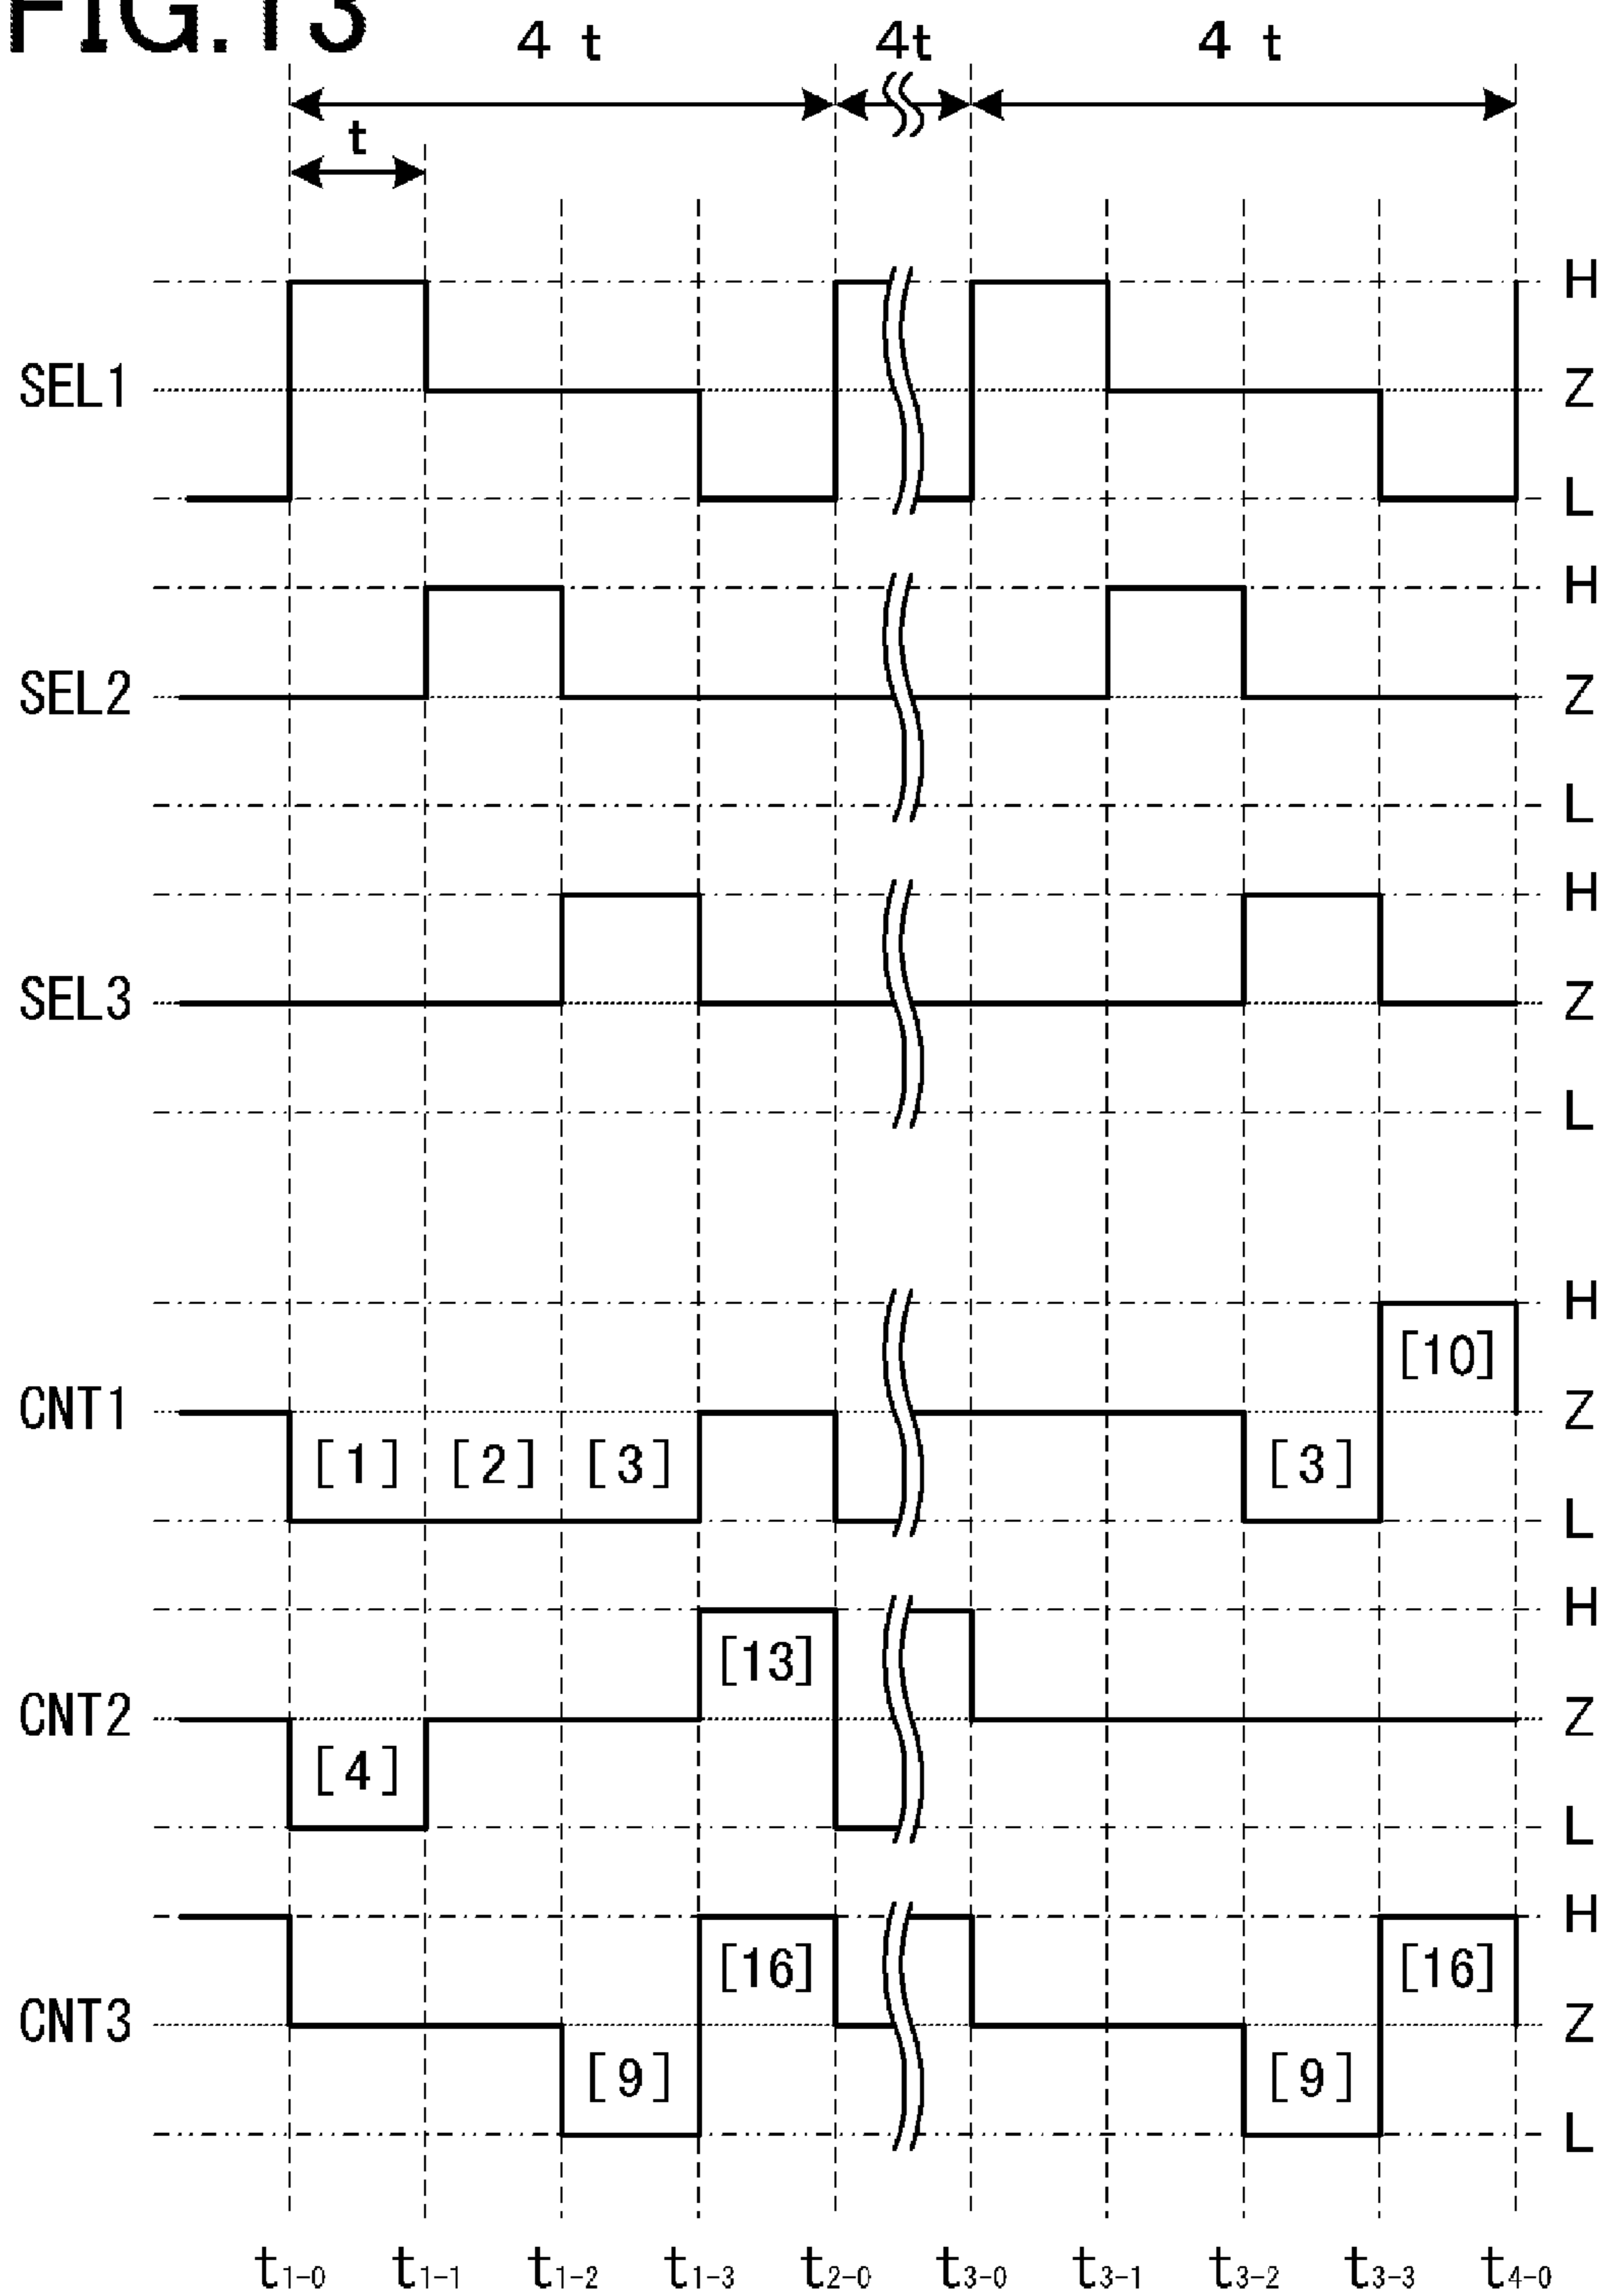 FIG.13
4 t 4t 4 t
t
H
SEL1 Z
L
H
SEL2 Z
L
H
SEL3 Z
L
H
[10]
CNT1 Z
[1] [2] [3] [3]
L
H
[13]
CNT2 Z
[4]
L
H
[16] [16]
CNT3 Z
[9] [9]
L
t1-0 t1-1 t1-2 t1-3 t2-0 t3-0 t3-1 t3-2 t3-3 t4-0